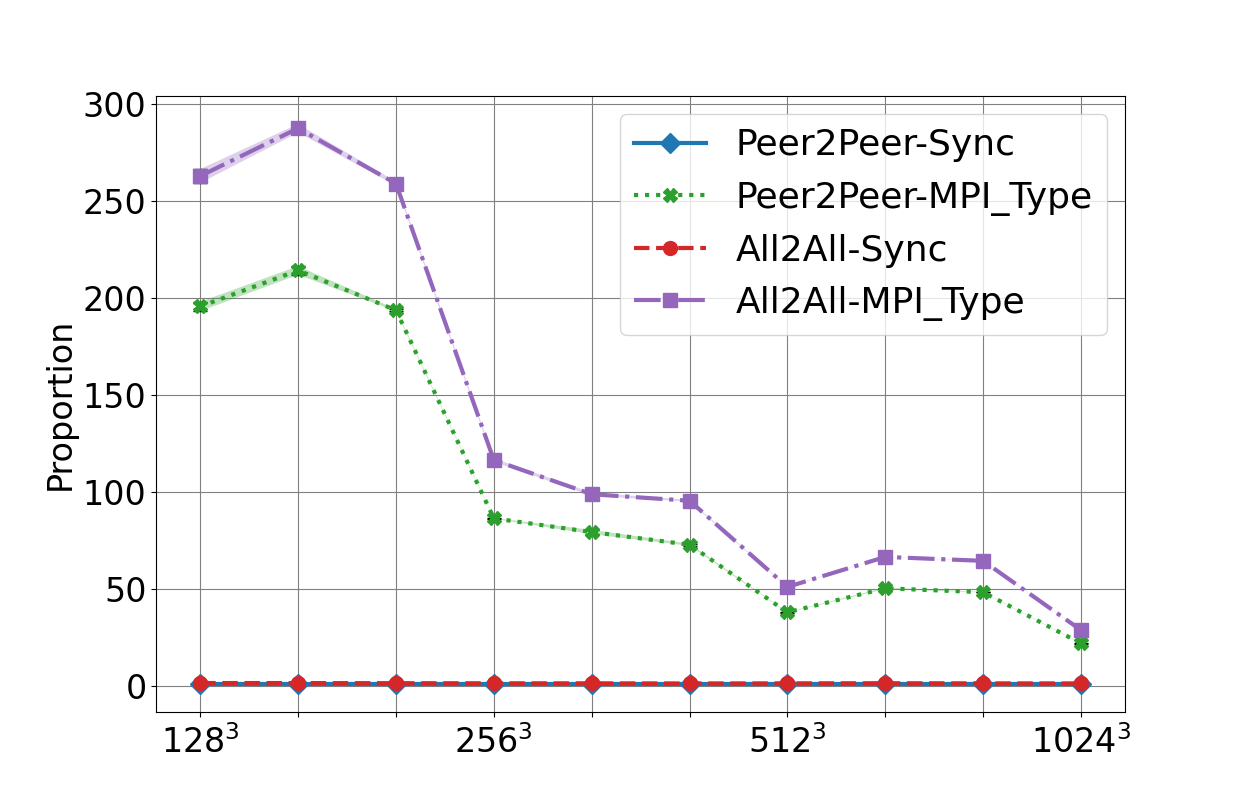 300
250
200
150
100
50
0
Proportion
Peer2Peer-Sync
Peer2Peer-MPI_Type
All2All-Sync
All2All-MPI_Type
128³ 256³ 512³ 1024³